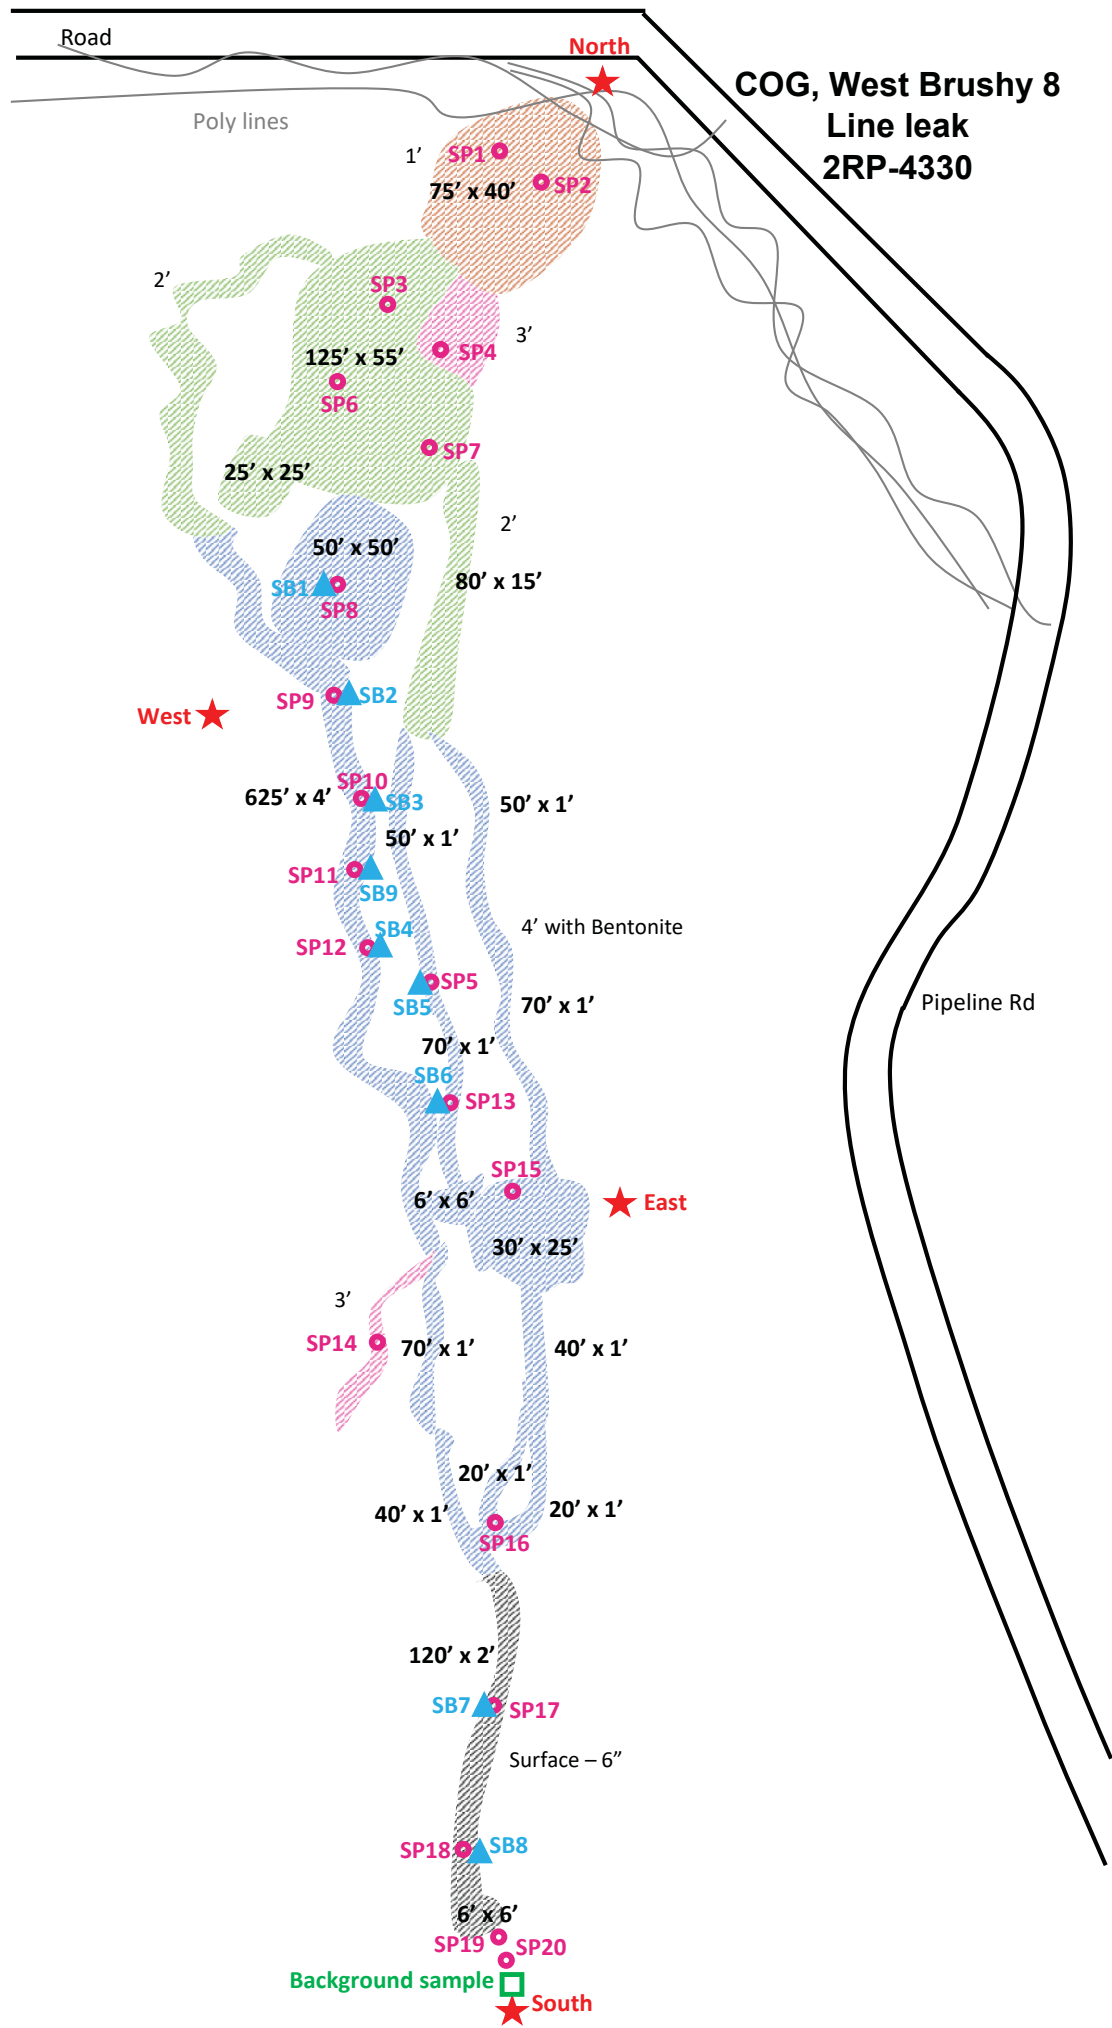 Road
North
COG, West Brushy 8
Line leak
2RP-4330
Poly lines
1’
SP1
75’ x 40’
SP2
2’
SP3
3’
SP4
125’ x 55’
SP6
SP7
25’ x 25’
2’
50’ x 50’
80’ x 15’
SB1
SP8
SP9
SB2
West
SP10
625’ x 4’
SB3
50’ x 1’
50’ x 1’
SP11
SB9
SB4
4’ with Bentonite
SP12
SP5
SB5
70’ x 1’
Pipeline Rd
70’ x 1’
SB6
SP13
SP15
6’ x 6’
East
30’ x 25’
3’
SP14
70’ x 1’
40’ x 1’
20’ x 1’
40’ x 1’
20’ x 1’
SP16
120’ x 2’
SB7
SP17
Surface – 6”
SP18
SB8
6’ x 6’
SP19
SP20
Background sample
South